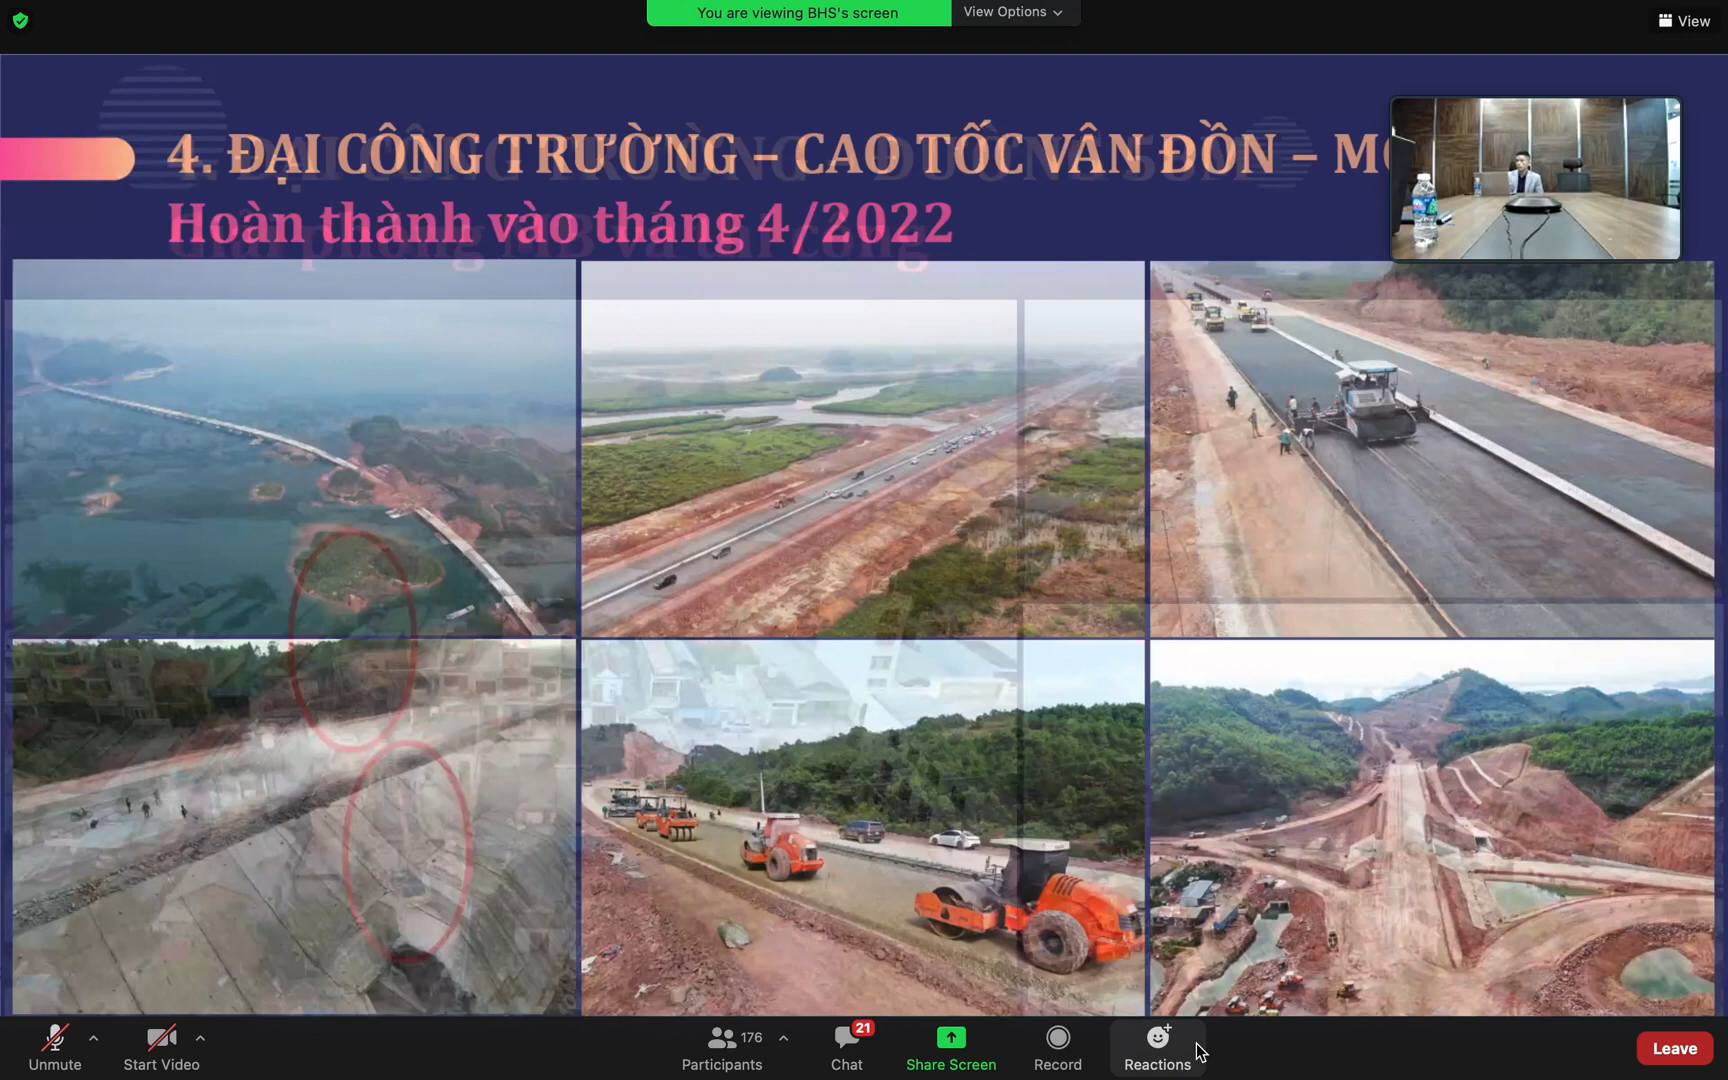 You are viewing BHS's screen
View Options
View
4. ĐẠI CÔNG TRƯỜNG – CAO TỐC VÂN ĐỒN –
Hoàn thành vào tháng 4/2022
Unmute
Start Video
176
Participants
21
Chat
Share Screen
Record
Reactions
Leave